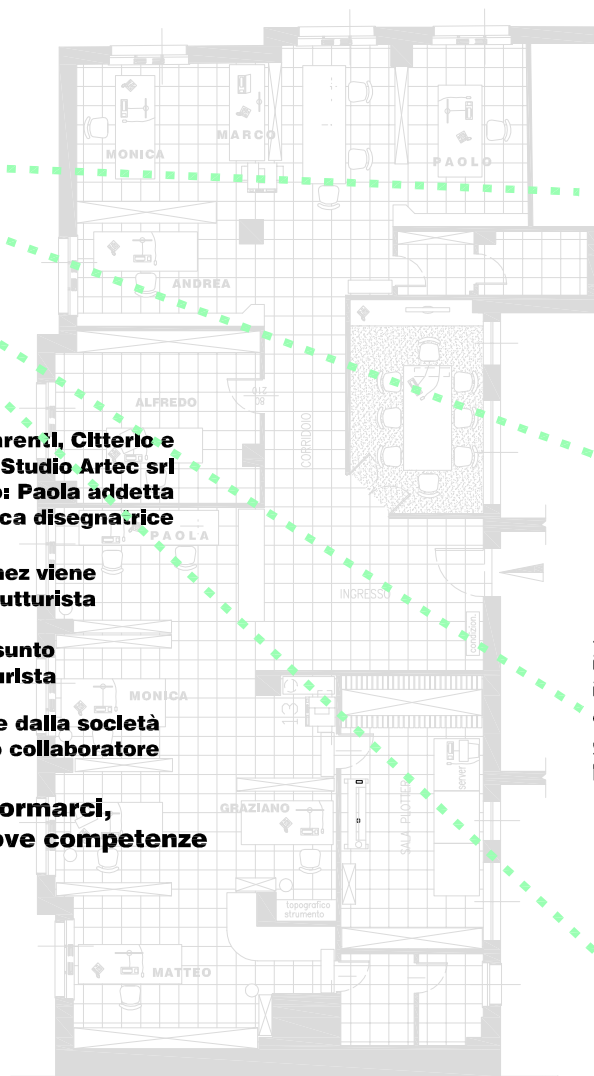 MARCO
MONICA
PAOLO
ANDREA
ALFREDO
CORRIDOIO
arenti, Citterio e
Studio Artec srl
o: Paola addetta
ca disegnatrice
PAOLA
nez viene
utturista
INGRESSO
condizion.
sunto
urista
MONICA
e dalla società
o collaboratore
server
SALA PLOTTER
ormarci,
GRAZIANO
ove competenze
topografico
strumento
MATTEO